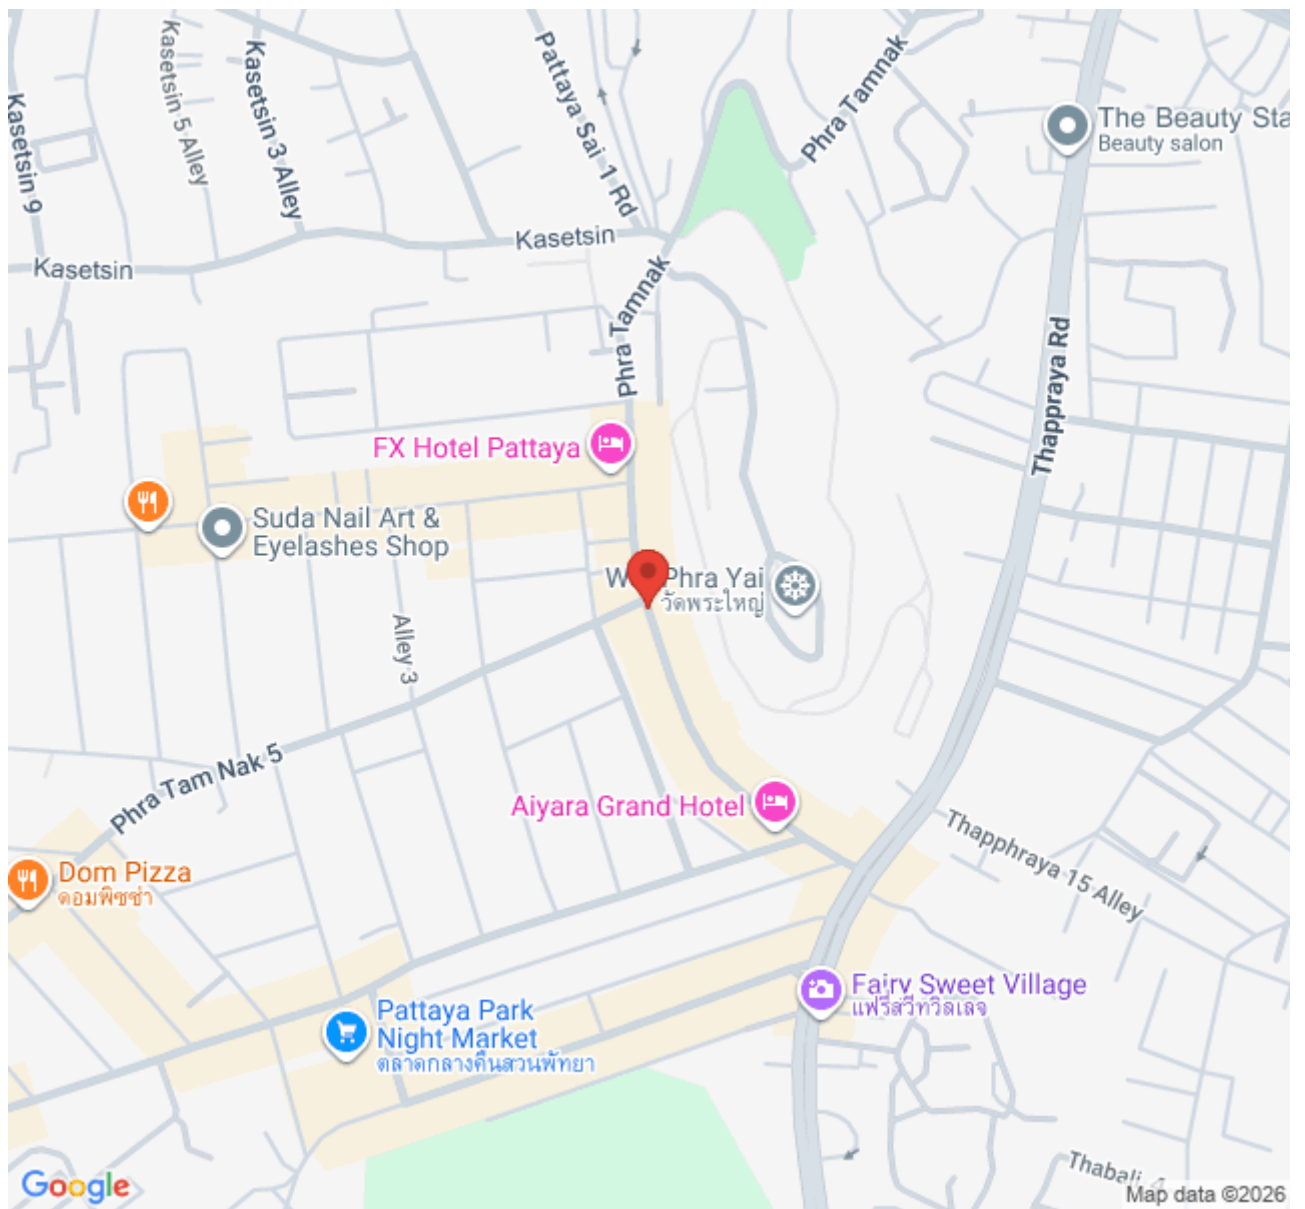 Kasetsin 9
Kasetsin 5 Alley
Kasetsin 3 Alley
Pattaya Sai 1 Rd
Phra Tamnak
The Beauty Sta
Beauty salon
Kasetsin
Kasetsin
Phra Tamnak
Thappraya Rd
FX Hotel Pattaya
Suda Nail Art &
Eyelashes Shop
Phra Yai
วัดพระใหญ่
Alley 3
Phra Tam Nak 5
Aiyara Grand Hotel
Thapphraya 15 Alley
Dom Pizza
ดอมพิซซ่า
Fairy Sweet Village
แฟรี่สวีทวิลเลจ
Pattaya Park
Night Market
ตลาดกลางคืนสวนพัทยา
Thabali 4
Google
Map data ©2026